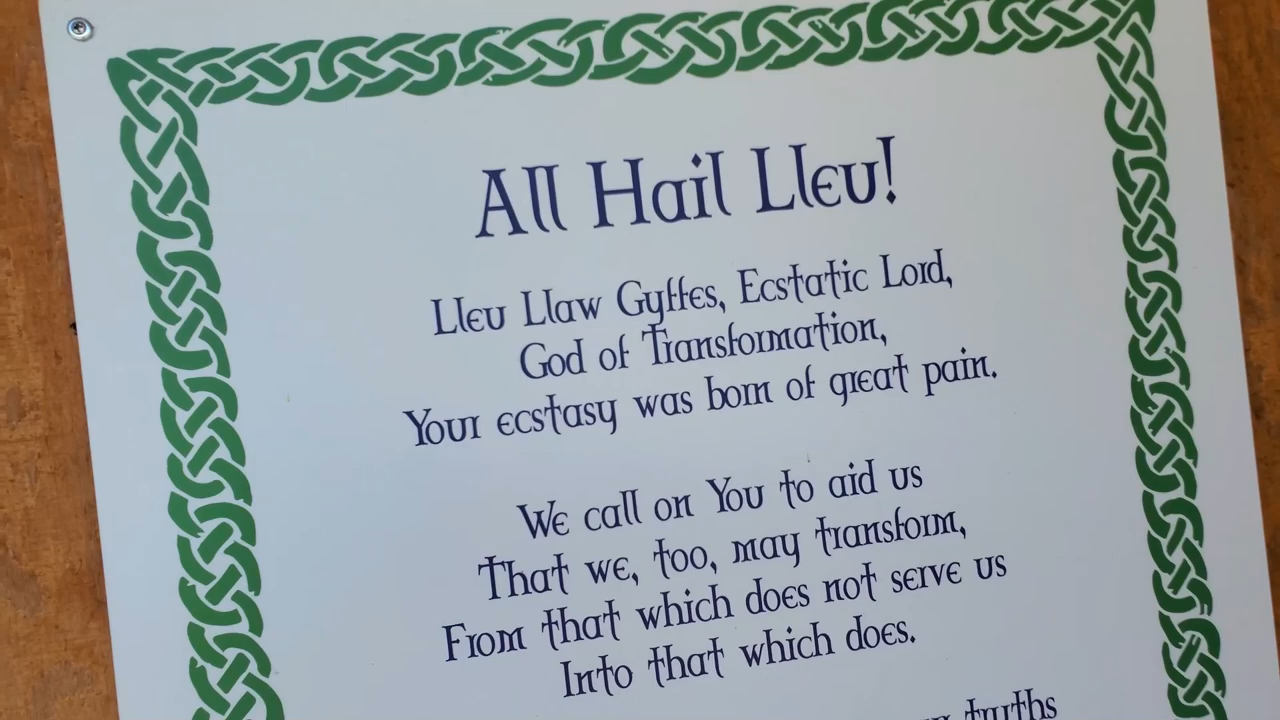 All Hail Lleu!
Lleu Llaw Gyffes, Ecstatic Lord,
God of Transformation,
Your ecstasy was born of great pain.
We call on You to aid us
That we, too, may transform,
From that which does not serve us
Into that which does.
truths